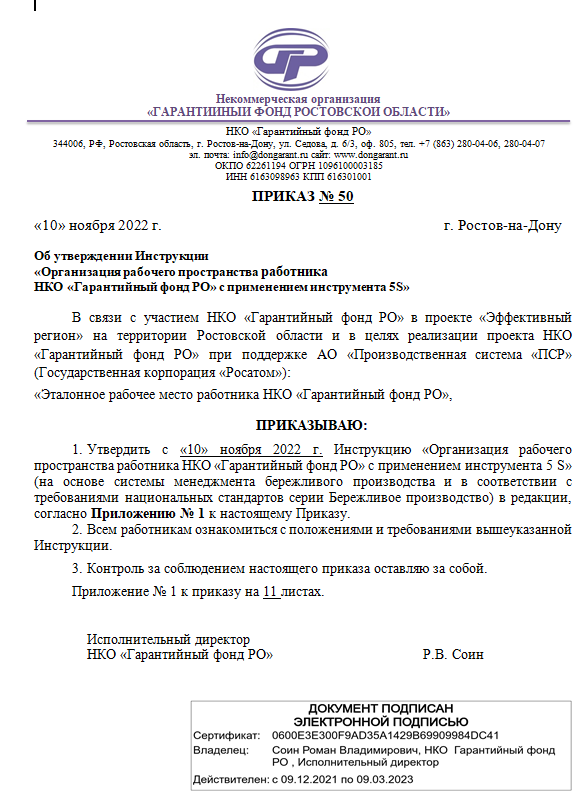 Некоммерческая организация
«ГАРАНТИЙНЫЙ ФОНД РОСТОВСКОЙ ОБЛАСТИ»
НКО «Гарантийный фонд РО»
344006, РФ, Ростовская область, г. Ростов-на-Дону, ул. Седова, д. 6/3, оф. 805, тел. +7 (863) 280-04-06, 280-04-07
эл. почта: info@dongarant.ru сайт: www.dongarant.ru
ОКПО 62261194 ОГРН 1096100003185
ИНН 6163098963 КПП 616301001
ПРИКАЗ № 50
«10» ноября 2022 г. г. Ростов-на-Дону
Об утверждении Инструкции
«Организация рабочего пространства работника
НКО «Гарантийный фонд РО» с применением инструмента 5S»
В связи с участием НКО «Гарантийный фонд РО» в проекте «Эффективный
регион» на территории Ростовской области и в целях реализации проекта НКО
«Гарантийный фонд РО» при поддержке АО «Производственная система «ПСР»
(Государственная корпорация «Росатом»):
«Эталонное рабочее место работника НКО «Гарантийный фонд РО»,
ПРИКАЗЫВАЮ:
1. Утвердить с «10» ноября 2022 г. Инструкцию «Организация рабочего
пространства работника НКО «Гарантийный фонд РО» с применением инструмента 5 S»
(на основе системы менеджмента бережливого производства и в соответствии с
требованиями национальных стандартов серии Бережливое производство) в редакции,
согласно Приложению № 1 к настоящему Приказу.
2. Всем работникам ознакомиться с положениями и требованиями вышеуказанной
Инструкции.
3. Контроль за соблюдением настоящего приказа оставляю за собой.
Приложение № 1 к приказу на 11 листах.
Исполнительный директор
НКО «Гарантийный фонд РО» Р.В. Соин
ДОКУМЕНТ ПОДПИСАН
ЭЛЕКТРОННОЙ ПОДПИСЬЮ
Сертификат: 0600E3E300F9AD35A1429B69909984DC41
Владелец: Соин Роман Владимирович, НКО Гарантийный фонд
РО , Исполнительный директор
Действителен: с 09.12.2021 по 09.03.2023